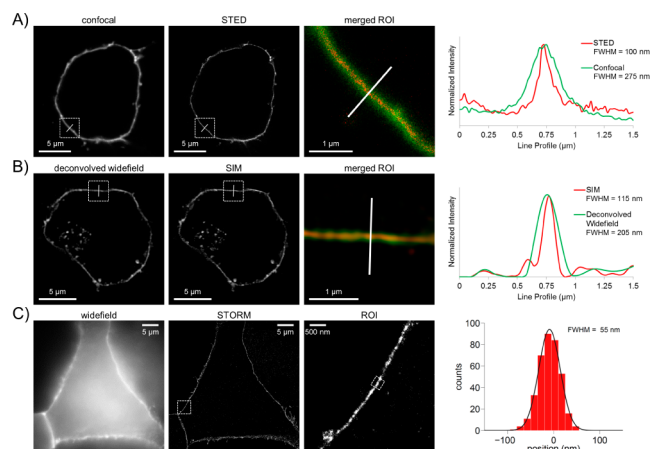 A)
confocal
STED
merged ROI
5 µm
5 µm
1 µm
Normalized Intensity
STED
FWHM = 100 nm
Confocal
FWHM = 275 nm
0
0.25
0.5
0.75
1
1.25
1.5
Line Profile (µm)
B)
deconvolved widefield
SIM
merged ROI
5 µm
5 µm
1 µm
Normalized Intensity
SIM
FWHM = 115 nm
Deconvolved
Widefield
FWHM = 205 nm
0
0.25
0.5
0.75
1
1.25
1.5
Line Profile (µm)
C)
widefield
STORM
ROI
5 µm
5 µm
500 nm
counts
100
80
60
40
20
0
FWHM = 55 nm
−100
0
100
position (nm)